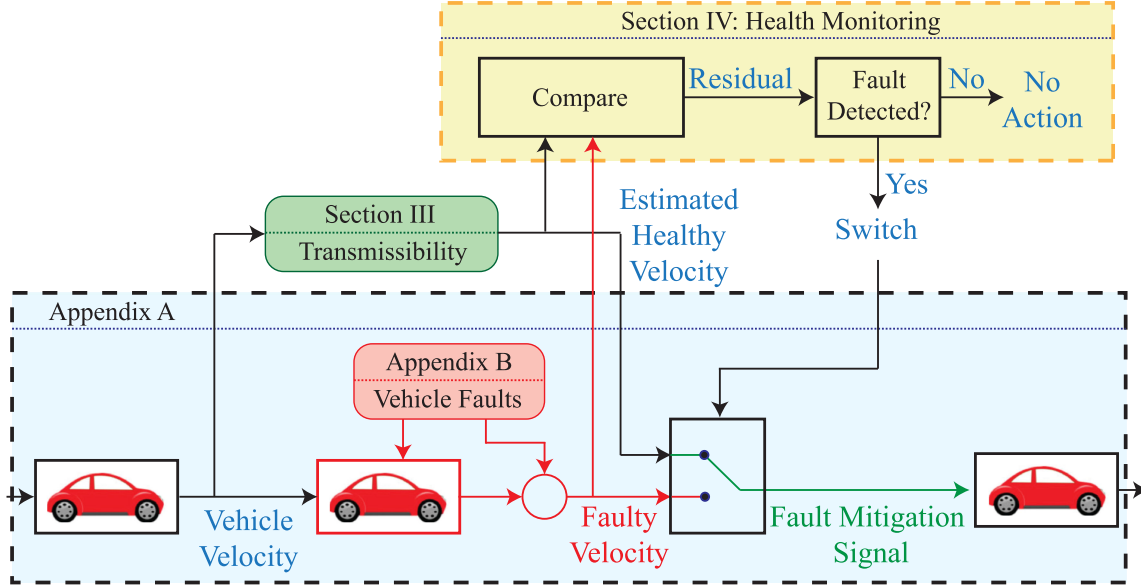 Section IV: Health Monitoring
Compare
Residual
Fault
Detected?
No
No
Action
Yes
Switch
Section III
Transmissibility
Estimated
Healthy
Velocity
Appendix A
Appendix B
Vehicle Faults
Vehicle
Velocity
Faulty
Velocity
Fault Mitigation
Signal